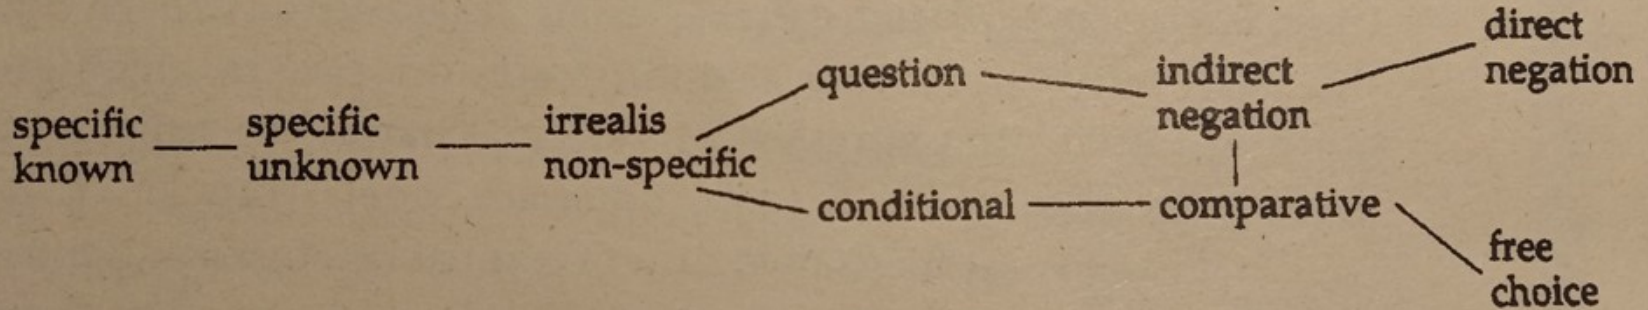 specific
known
specific
unknown
irrealis
non-specific
question
conditional
indirect
negation
comparative
direct
negation
free
choice